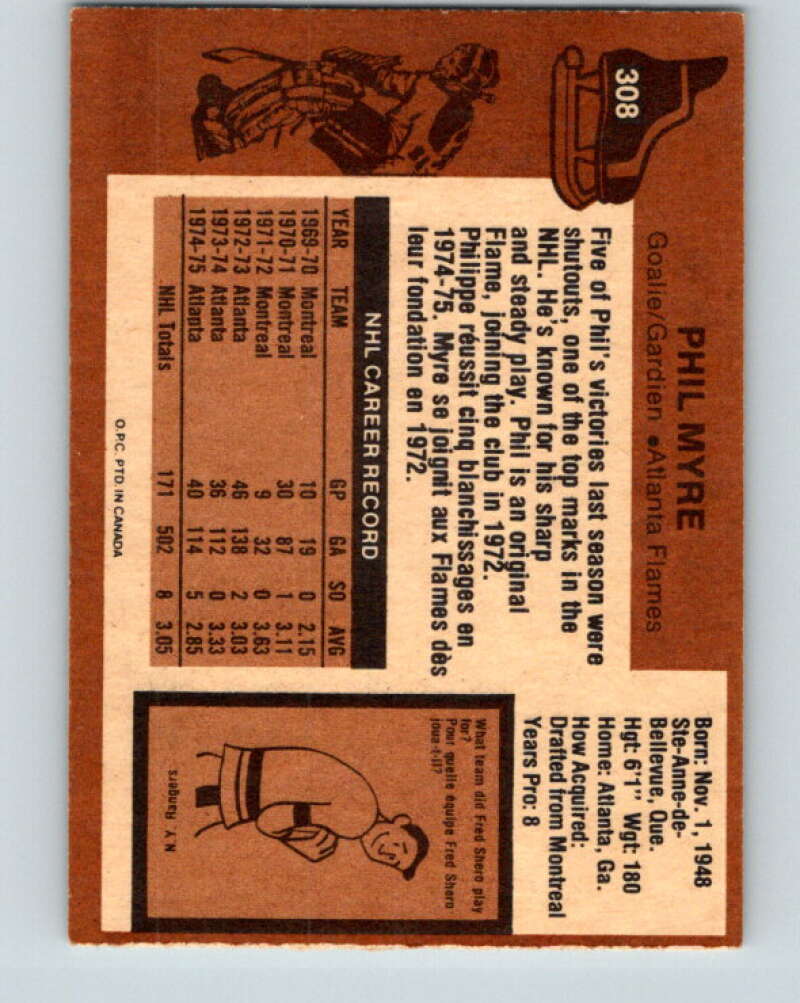 308
PHIL MYRE
Goalie/Gardien •Atlanta Flames
Five of Phil's victories last season were
shutouts, one of the top marks in the
NHL. He's known for his sharp
and steady play. Phil is an original
Flame, joining the club in 1972.
Philippe réussit cinq blanchissages en
1974-75. Myre se joignit aux Flames dès
leur fondation en 1972.
Born: Nov. 1, 1948
Ste-Anne-de-
Bellevue, Que.
Hgt: 6'1" Wgt: 180
Home: Atlanta, Ga.
How Acquired:
Drafted from Montreal
Years Pro: 8
NHL CAREER RECORD
YEAR TEAM GP GA SO AVG
1969-70 Montreal 10 19 0 2.15
1970-71 Montreal 30 87 1 3.11
1971-72 Montreal 9 32 0 3.63
1972-73 Atlanta 46 138 2 3.03
1973-74 Atlanta 36 112 0 3.33
1974-75 Atlanta 40 114 5 2.85
NHL Totals 171 502 8 3.05
O.P.C. PTD. IN CANADA
What team did Fred Shero play
for?
Pour quelle équipe Fred Shero
joua-t-il?
N.Y. Rangers